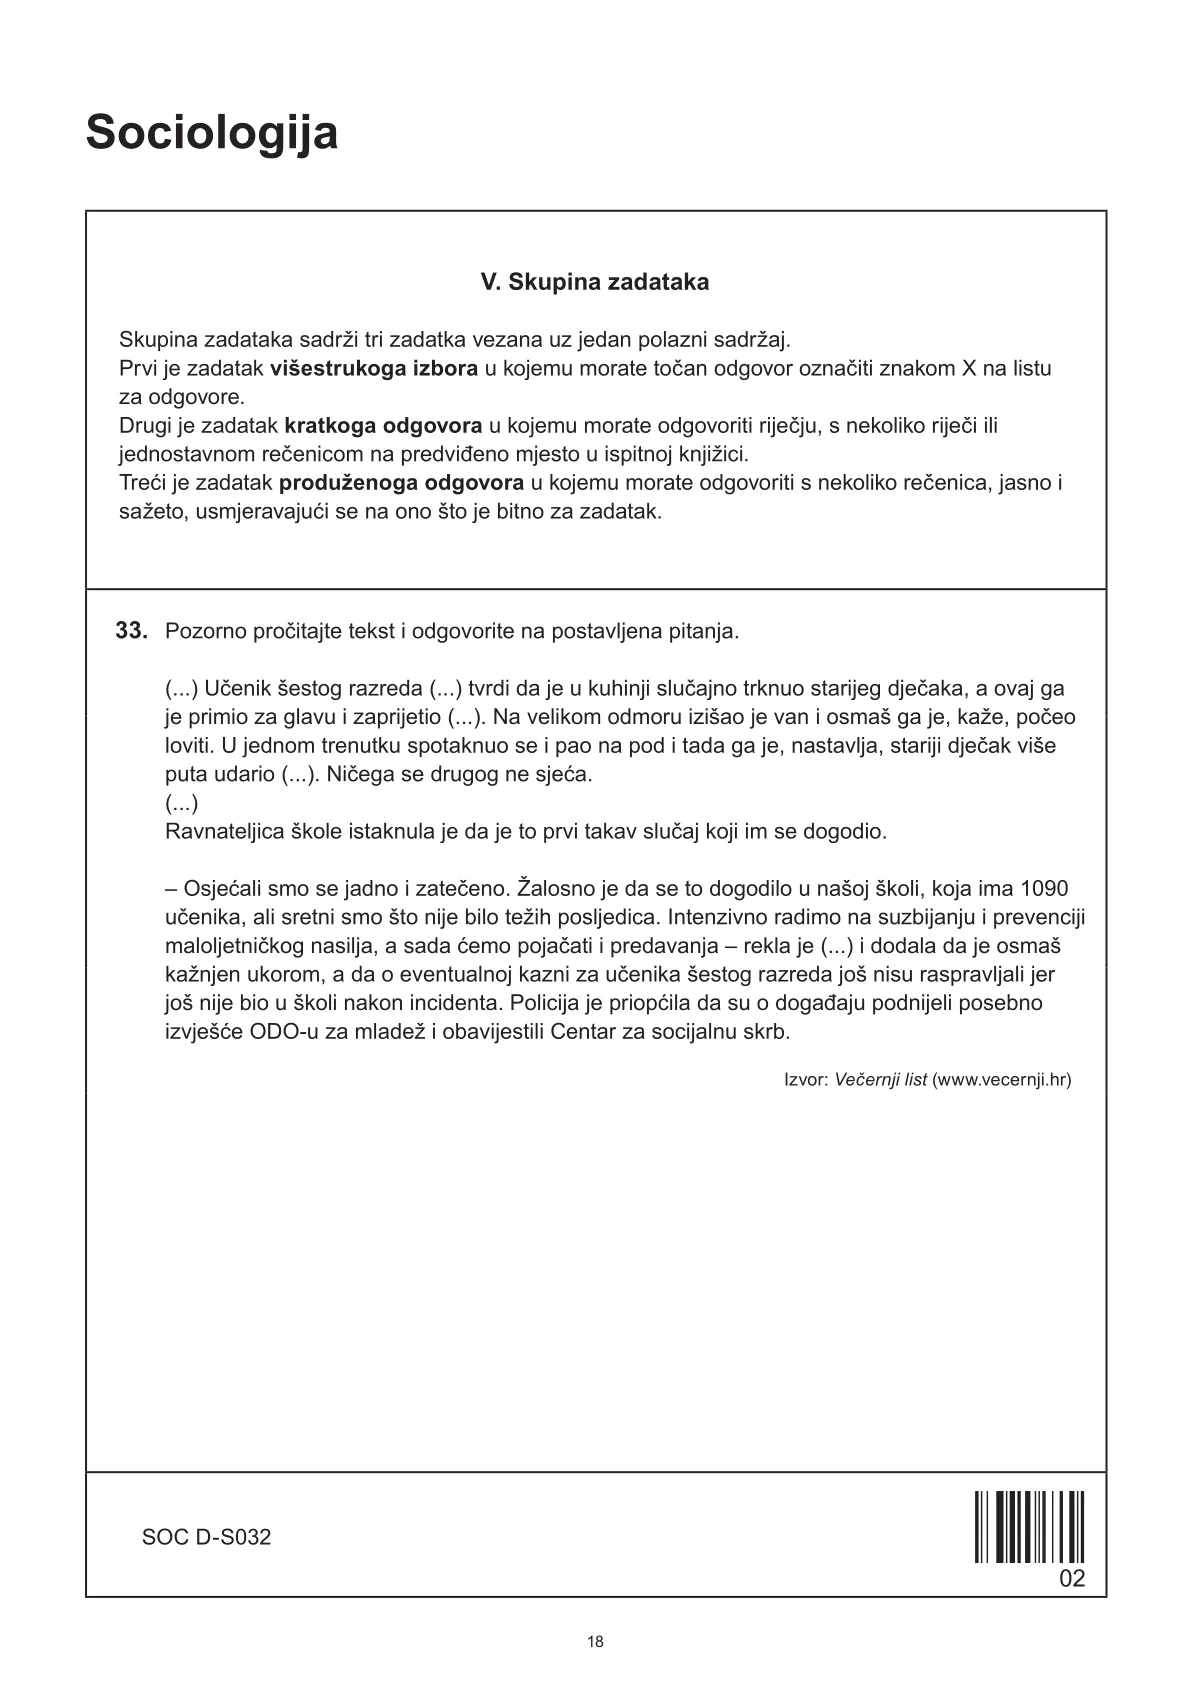 Sociologija
V. Skupina zadataka
Skupina zadataka sadrži tri zadatka vezana uz jedan polazni sadržaj.
Prvi je zadatak višestrukoga izbora u kojemu morate točan odgovor označiti znakom X na listu
za odgovore.
Drugi je zadatak kratkoga odgovora u kojemu morate odgovoriti riječju, s nekoliko riječi ili
jednostavnom rečenicom na predviđeno mjesto u ispitnoj knjižici.
Treći je zadatak produženoga odgovora u kojemu morate odgovoriti s nekoliko rečenica, jasno i
sažeto, usmjeravajući se na ono što je bitno za zadatak.
33. Pozorno pročitajte tekst i odgovorite na postavljena pitanja.
(...) Učenik šestog razreda (...) tvrdi da je u kuhinji slučajno trknuo starijeg dječaka, a ovaj ga
je primio za glavu i zaprijetio (...). Na velikom odmoru izišao je van i osmaš ga je, kaže, počeo
loviti. U jednom trenutku spotaknuo se i pao na pod i tada ga je, nastavlja, stariji dječak više
puta udario (...). Ničega se drugog ne sjeća.
(...)
Ravnateljica škole istaknula je da je to prvi takav slučaj koji im se dogodio.
– Osjećali smo se jadno i zatečeno. Žalosno je da se to dogodilo u našoj školi, koja ima 1090
učenika, ali sretni smo što nije bilo težih posljedica. Intenzivno radimo na suzbijanju i prevenciji
maloljetničkog nasilja, a sada ćemo pojačati i predavanja – rekla je (...) i dodala da je osmaš
kažnjen ukorom, a da o eventualnoj kazni za učenika šestog razreda još nisu raspravljali jer
još nije bio u školi nakon incidenta. Policija je priopćila da su o događaju podnijeli posebno
izvješće ODO-u za mladež i obavijestili Centar za socijalnu skrb.
Izvor: Večernji list (www.vecernji.hr)
SOC D-S032
02
18